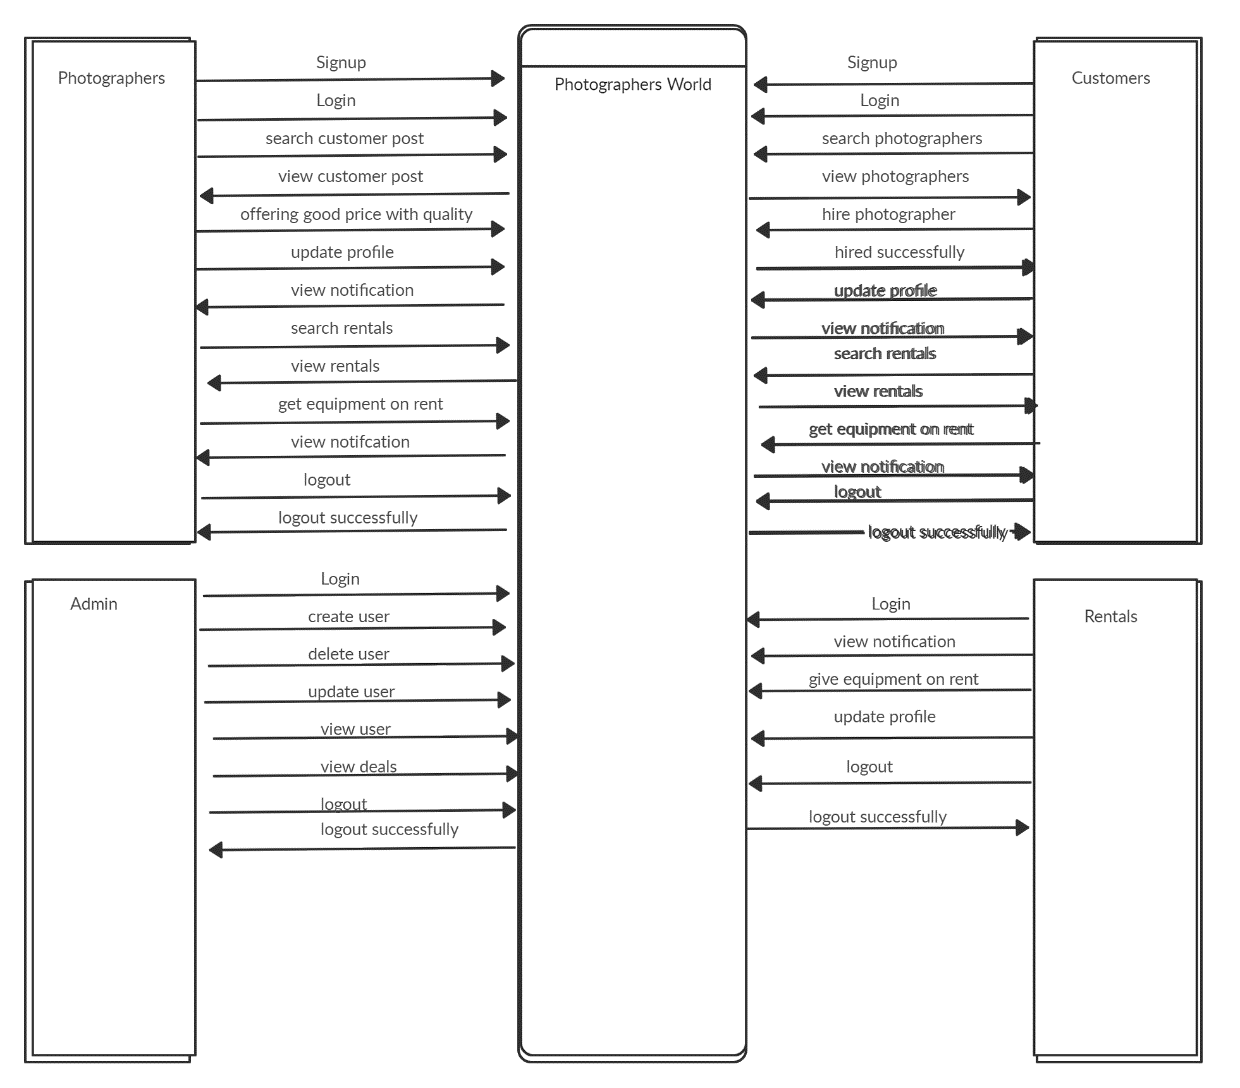 Photographers
Signup
Login
search customer post
view customer post
offering good price with quality
update profile
view notification
search rentals
view rentals
get equipment on rent
view notifcation
logout
logout successfully
Photographers World
Signup
Login
search photographers
view photographers
hire photographer
hired successfully
update profile
view notification
search rentals
view rentals
get equipment on rent
view notification
logout
logout successfully
Customers
Admin
Login
create user
delete user
update user
view user
view deals
logout
logout successfully
Login
view notification
give equipment on rent
update profile
logout
logout successfully
Rentals